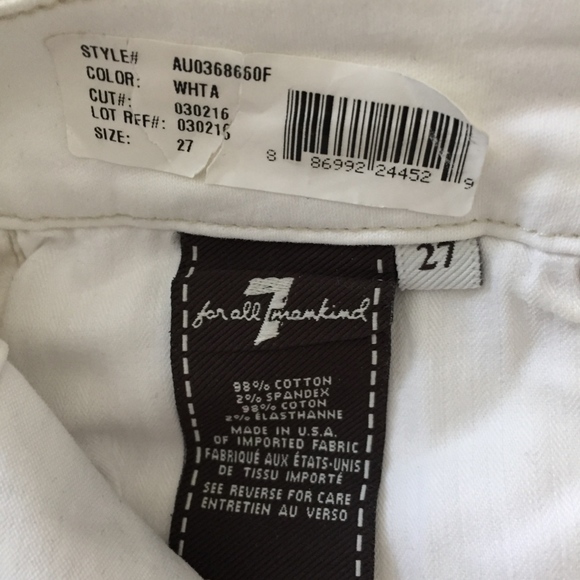 STYLE# AU0368660F
COLOR: WHTA
CUT#: 030216
LOT REF#: 030216
SIZE: 27
8 86992 24452 9
27
7
for all mankind
98% COTTON
2% SPANDEX
98% COTON
2% ELASTHANNE
MADE IN U.S.A.
OF IMPORTED FABRIC
FABRIQUÉ AUX ÉTATS-UNIS
DE TISSU IMPORTÉ
SEE REVERSE FOR CARE
ENTRETIEN AU VERSO